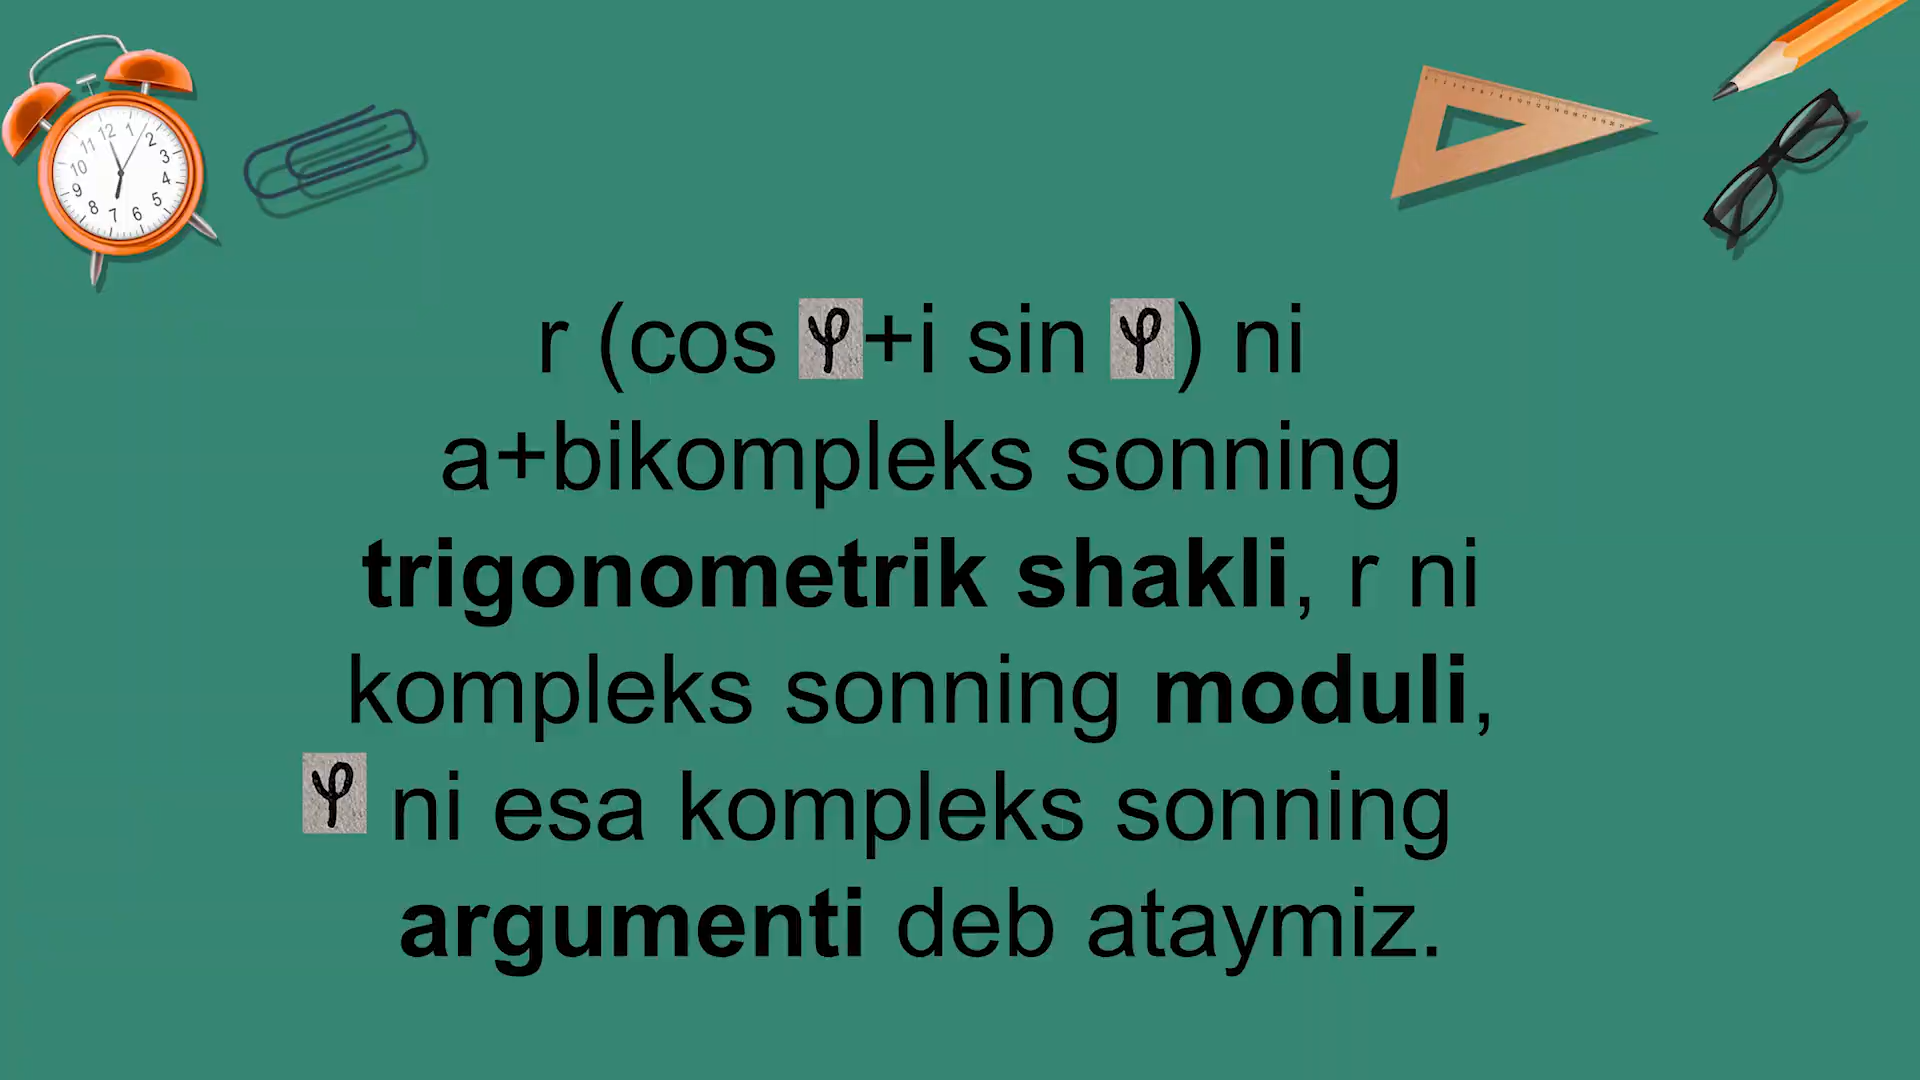 r (cos φ+i sin φ) ni
a+bikompleks sonning
trigonometrik shakli, r ni
kompleks sonning moduli,
φ ni esa kompleks sonning
argumenti deb ataymiz.